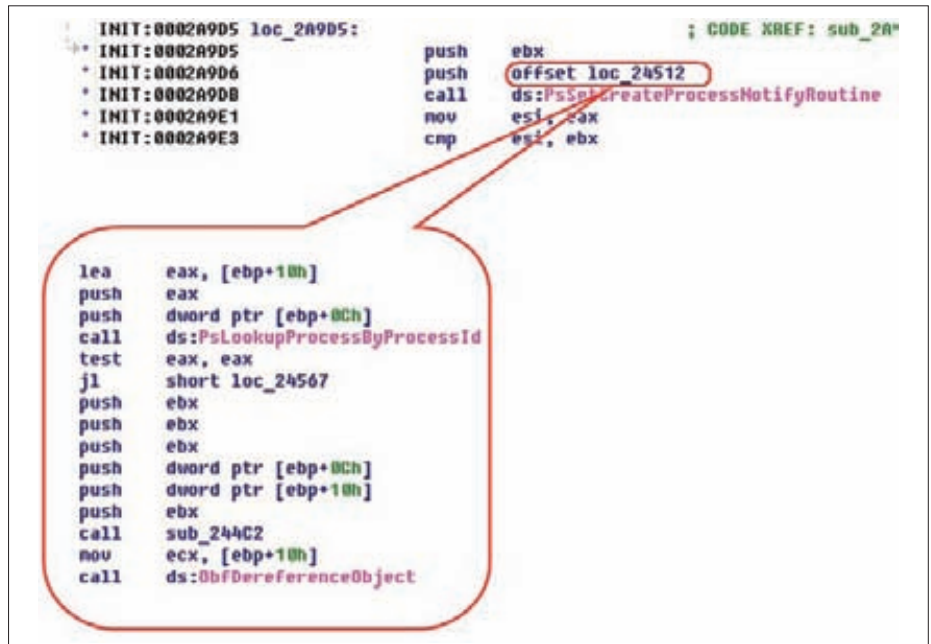 INIT:0002A9D5 loc_2A9D5: ; CODE XREF: sub_2A
INIT:0002A9D5 push ebx
INIT:0002A9D6 push offset loc_24512
INIT:0002A9DB call ds:PsSetCreateProcessNotifyRoutine
INIT:0002A9E1 mov esi, eax
INIT:0002A9E3 cmp esi, ebx
lea eax, [ebp+10h]
push eax
push dword ptr [ebp+0Ch]
call ds:PsLookupProcessByProcessId
test eax, eax
jl short loc_24567
push ebx
push ebx
push ebx
push dword ptr [ebp+0Ch]
push dword ptr [ebp+10h]
push ebx
call sub_244C2
mov ecx, [ebp+10h]
call ds:ObfDereferenceObject